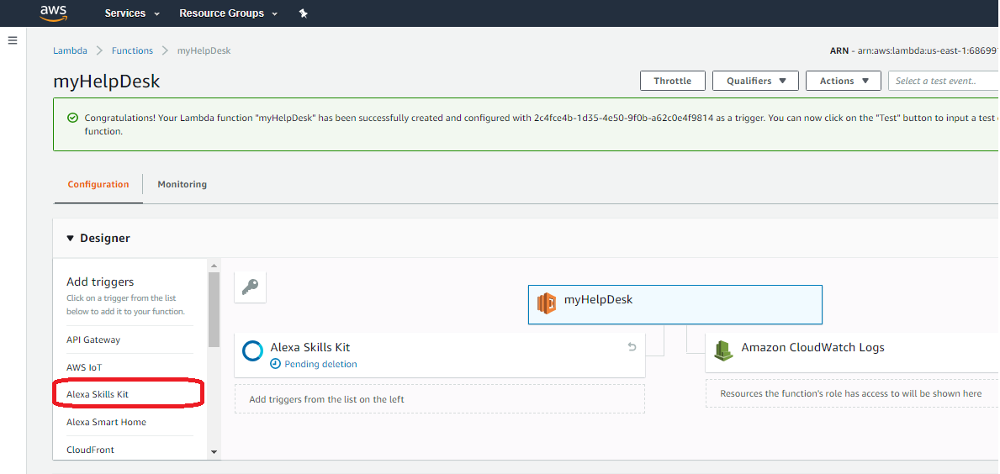 aws Services Resource Groups
Lambda > Functions > myHelpDesk ARN - arn:aws:lambda:us-east-1:68699
myHelpDesk Throttle Qualifiers Actions Select a test event..
Congratulations! Your Lambda function "myHelpDesk" has been successfully created and configured with 2c4fce4b-1d35-4e50-9f0b-a62c0e4f9814 as a trigger. You can now click on the "Test" button to input a test
function.
Configuration Monitoring
Designer
Add triggers
Click on a trigger from the list
below to add it to your function.
API Gateway
AWS IoT
Alexa Skills Kit
Alexa Smart Home
CloudFront
myHelpDesk
Alexa Skills Kit
Pending deletion
Add triggers from the list on the left
Amazon CloudWatch Logs
Resources the function's role has access to will be shown here